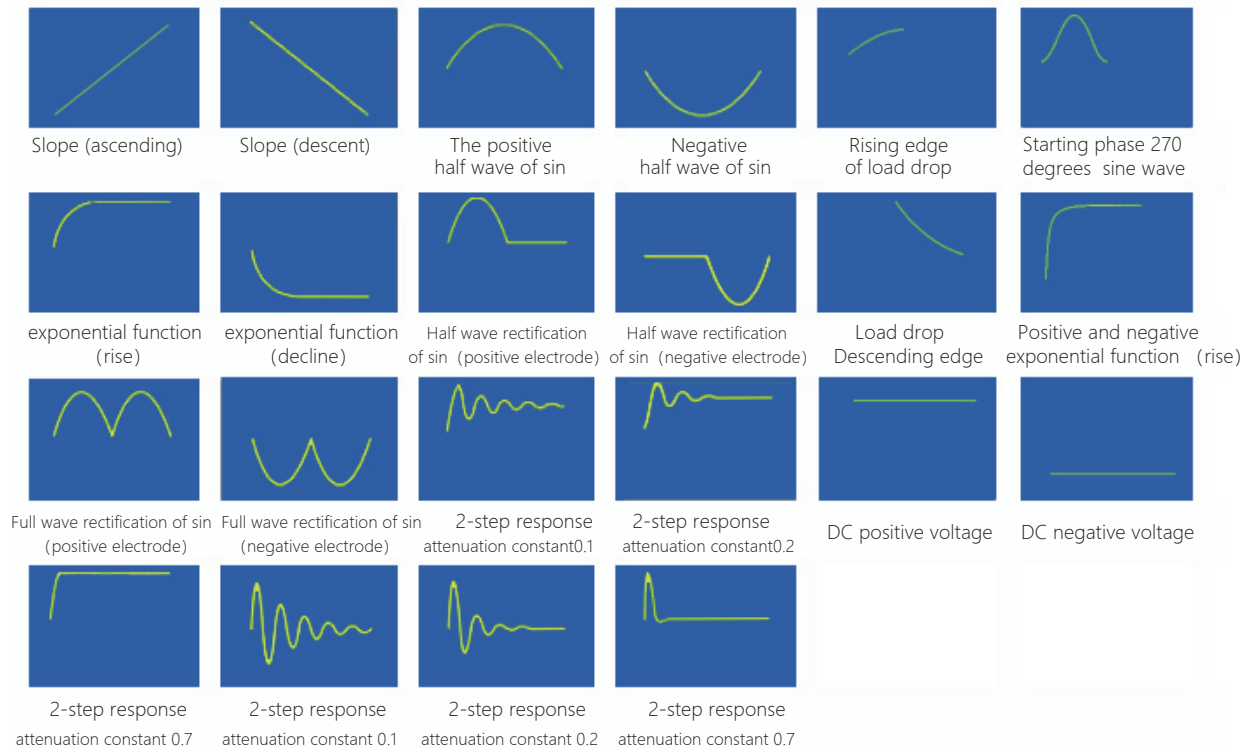 Slope (ascending)
Slope (descent)
The positive
half wave of sin
Negative
half wave of sin
Rising edge
of load drop
Starting phase 270
degrees sine wave
exponential function
(rise)
exponential function
(decline)
Half wave rectification
of sin (positive electrode)
Half wave rectification
of sin (negative electrode)
Load drop
Descending edge
Positive and negative
exponential function (rise)
Full wave rectification of sin
(positive electrode)
Full wave rectification of sin
(negative electrode)
2-step response
attenuation constant0.1
2-step response
attenuation constant0.2
DC positive voltage
DC negative voltage
2-step response
attenuation constant 0.7
2-step response
attenuation constant 0.1
2-step response
attenuation constant 0.2
2-step response
attenuation constant 0.7